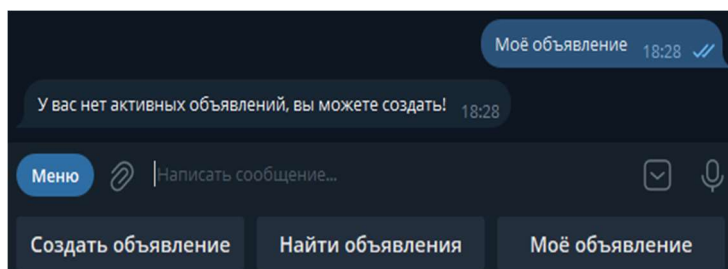 Моё объявление 18:28
У вас нет активных объявлений, вы можете создать! 18:28
Меню Написать сообщение...
Создать объявление Найти объявления Моё объявление